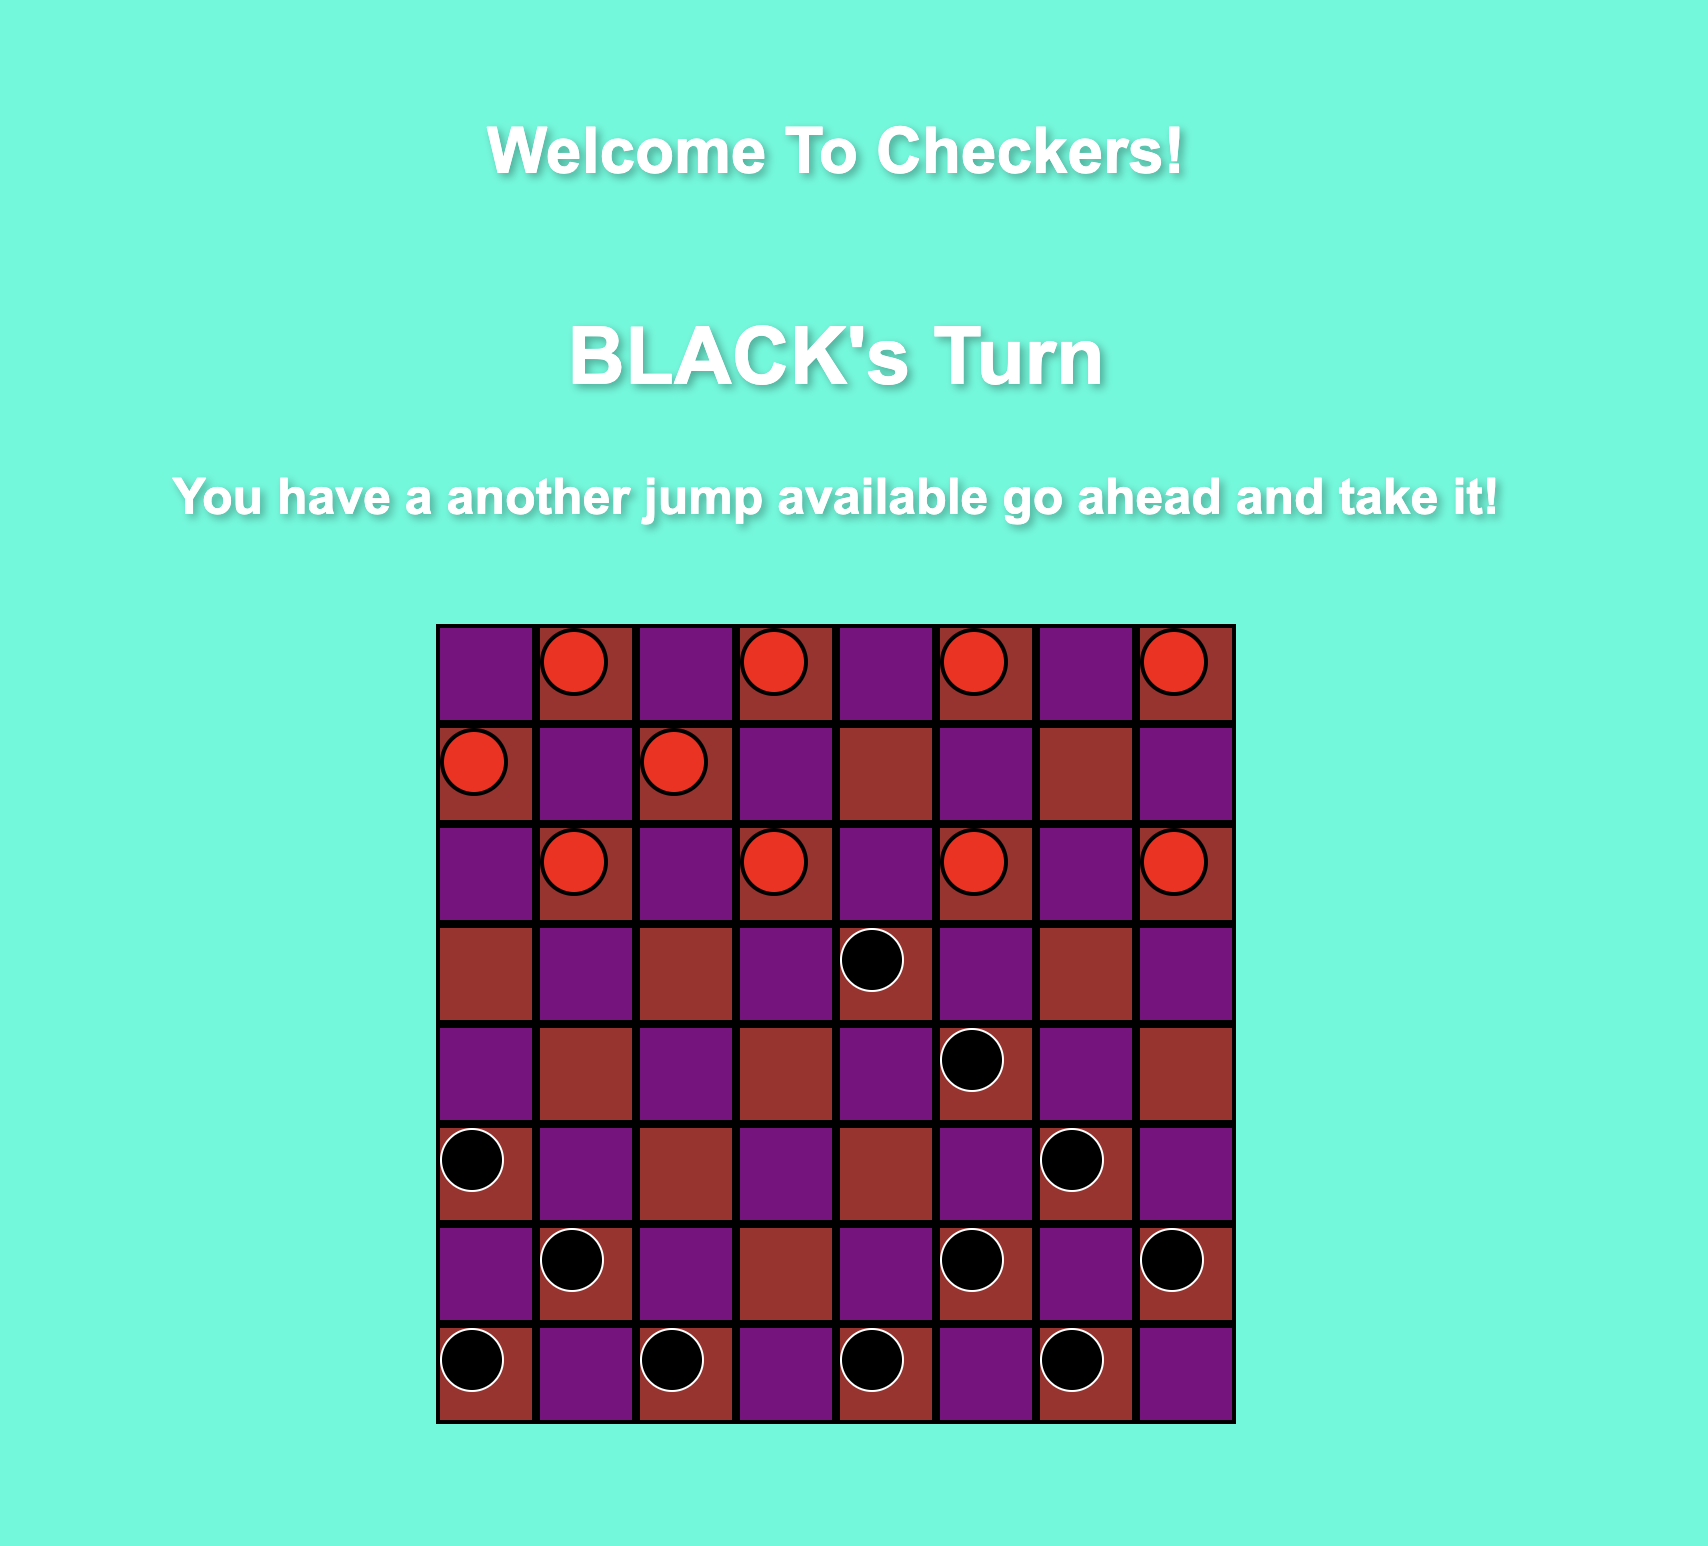 Welcome To Checkers!
BLACK's Turn
You have a another jump available go ahead and take it!